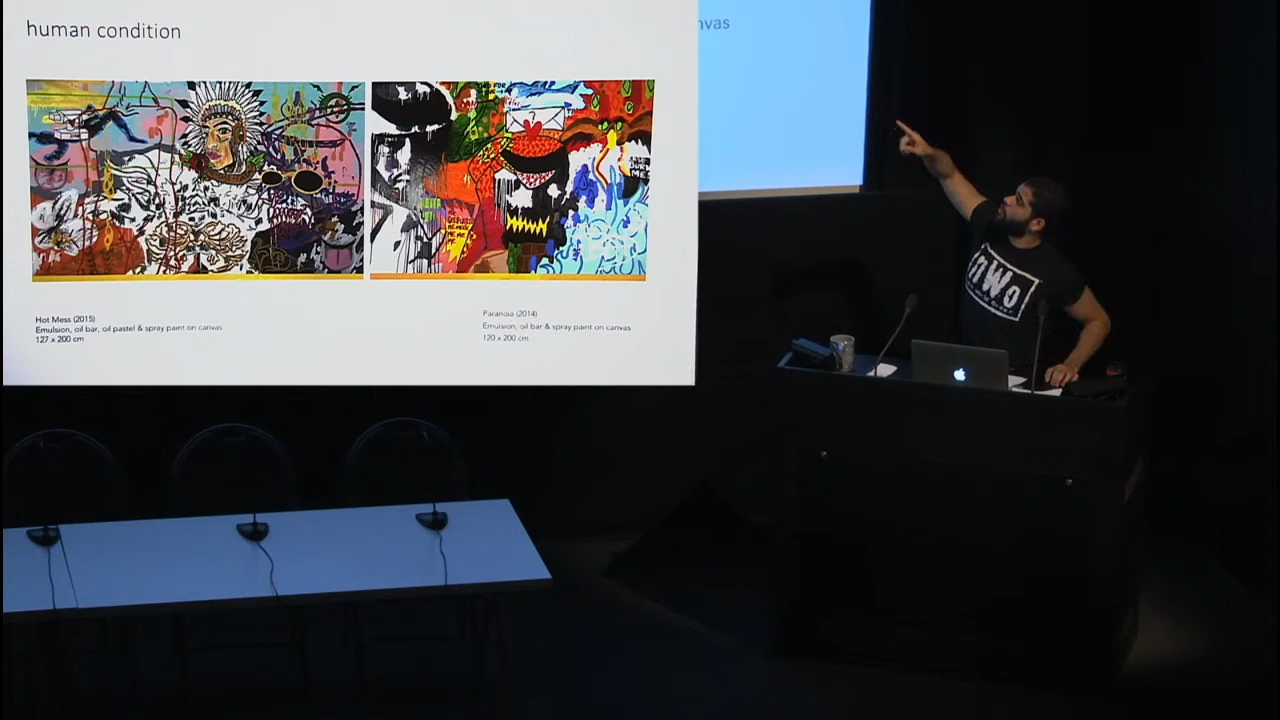 human condition
nvas
Hot Mess (2015)
Emulsion, oil bar, oil pastel & spray paint on canvas
127 x 200 cm
Paranoia (2014)
Emulsion, oil bar & spray paint on canvas
120 x 200 cm
nWo